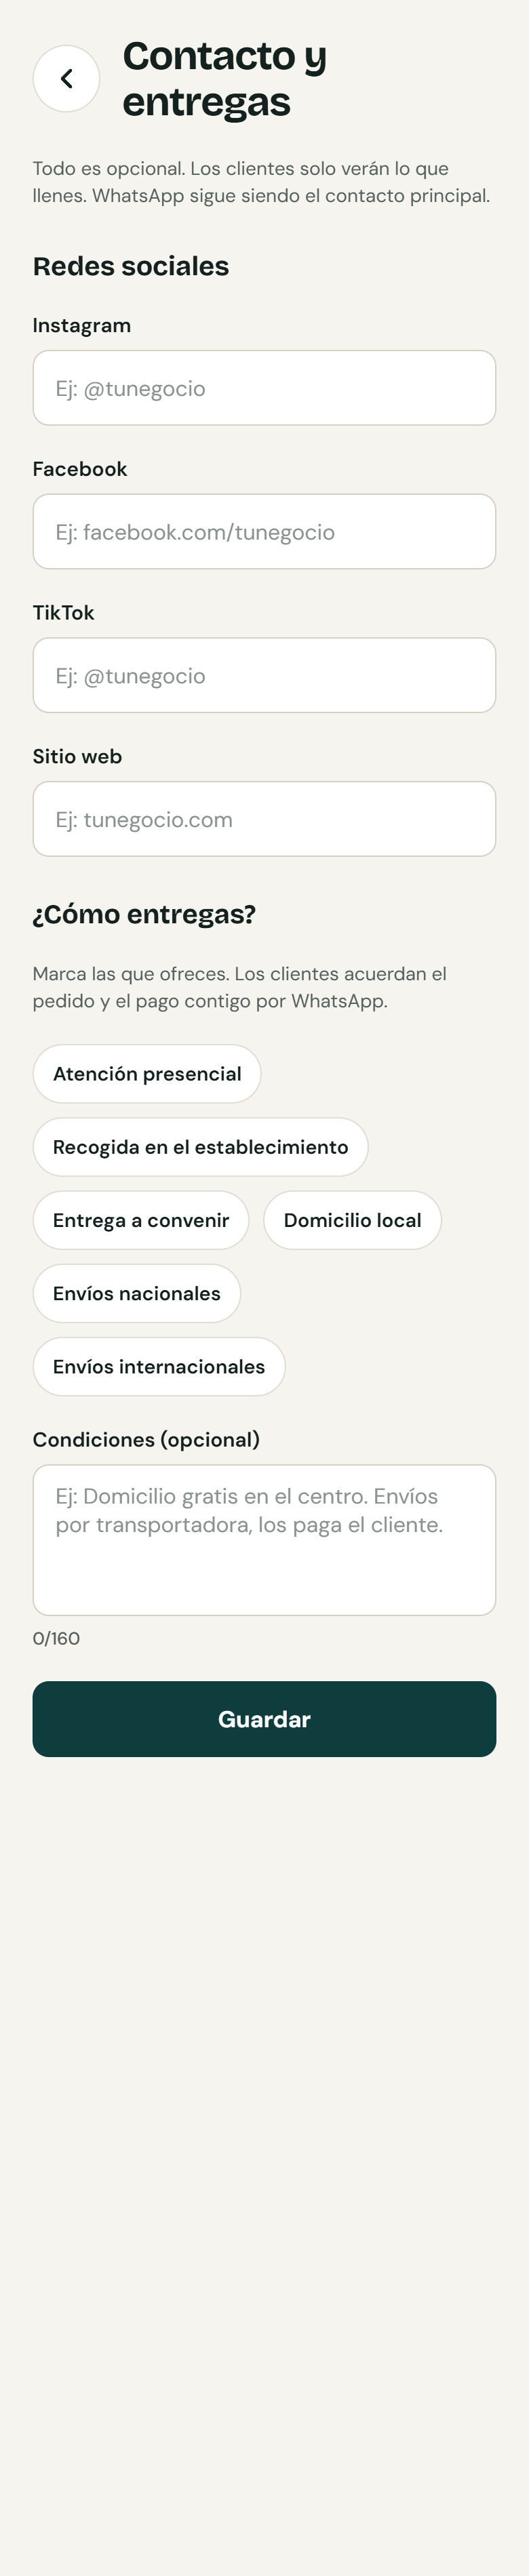 Contacto y
entregas
Todo es opcional. Los clientes solo verán lo que
llenes. WhatsApp sigue siendo el contacto principal.
Redes sociales
Instagram
Ej: @tunegocio
Facebook
Ej: facebook.com/tunegocio
TikTok
Ej: @tunegocio
Sitio web
Ej: tunegocio.com
¿Cómo entregas?
Marca las que ofreces. Los clientes acuerdan el
pedido y el pago contigo por WhatsApp.
Atención presencial
Recogida en el establecimiento
Entrega a convenir Domicilio local
Envíos nacionales
Envíos internacionales
Condiciones (opcional)
Ej: Domicilio gratis en el centro. Envíos
por transportadora, los paga el cliente.
0/160
Guardar